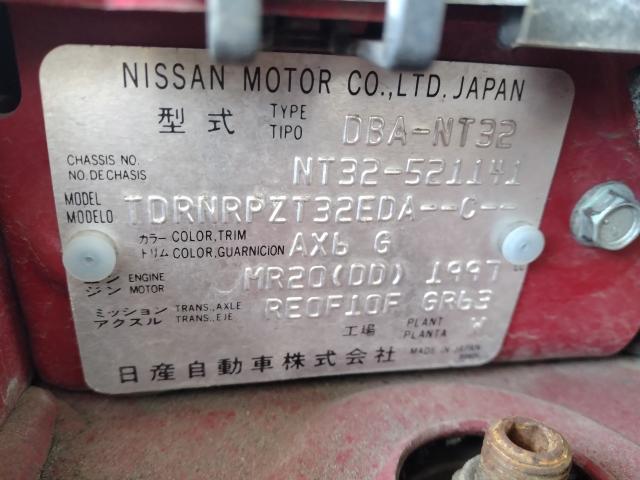 NISSAN MOTOR CO.,LTD. JAPAN
型式 TYPE TIPO DBA-NT32
CHASSIS NO. NO. DE CHASIS NT32-521141
MODEL MODELO TDRNRPZT32EDA--C--
カラー COLOR, TRIM トリム COLOR, GUARNICION AX6 G
ジン ENGINE MOTOR MR20(DD) 1997 cc
ミッション TRANS., AXLE アクスル TRANS., EJE RE0F10F GR63
工場 PLANT PLANTA W
日産自動車株式会社 MADE IN JAPAN